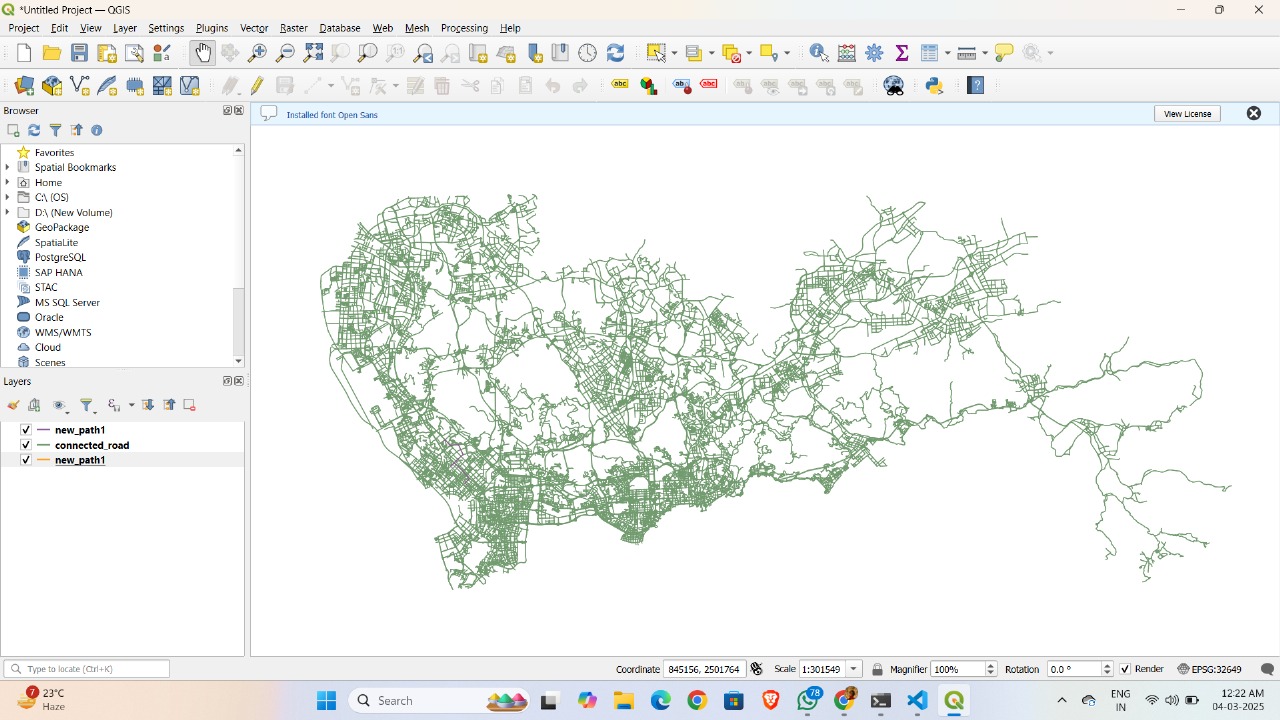 *Untitled Project — QGIS
Project Edit View Layer Settings Plugins Vector Raster Database Web Mesh Processing Help
abc abc abc
Browser
Installed font Open Sans
View License
Favorites
Spatial Bookmarks
Home
C:\ (OS)
D:\ (New Volume)
GeoPackage
SpatiaLite
PostgreSQL
SAP HANA
STAC
MS SQL Server
Oracle
WMS/WMTS
Cloud
Scenes
Layers
new_path1
connected_road
new_path1
Type to locate (Ctrl+K)
Coordinate 845156, 2501764 Scale 1:301549 Magnifier 100% Rotation 0.0 ° Render EPSG:32649
7
23°C
Haze
Search
78
ENG
IN
12:22 AM
04-03-2025